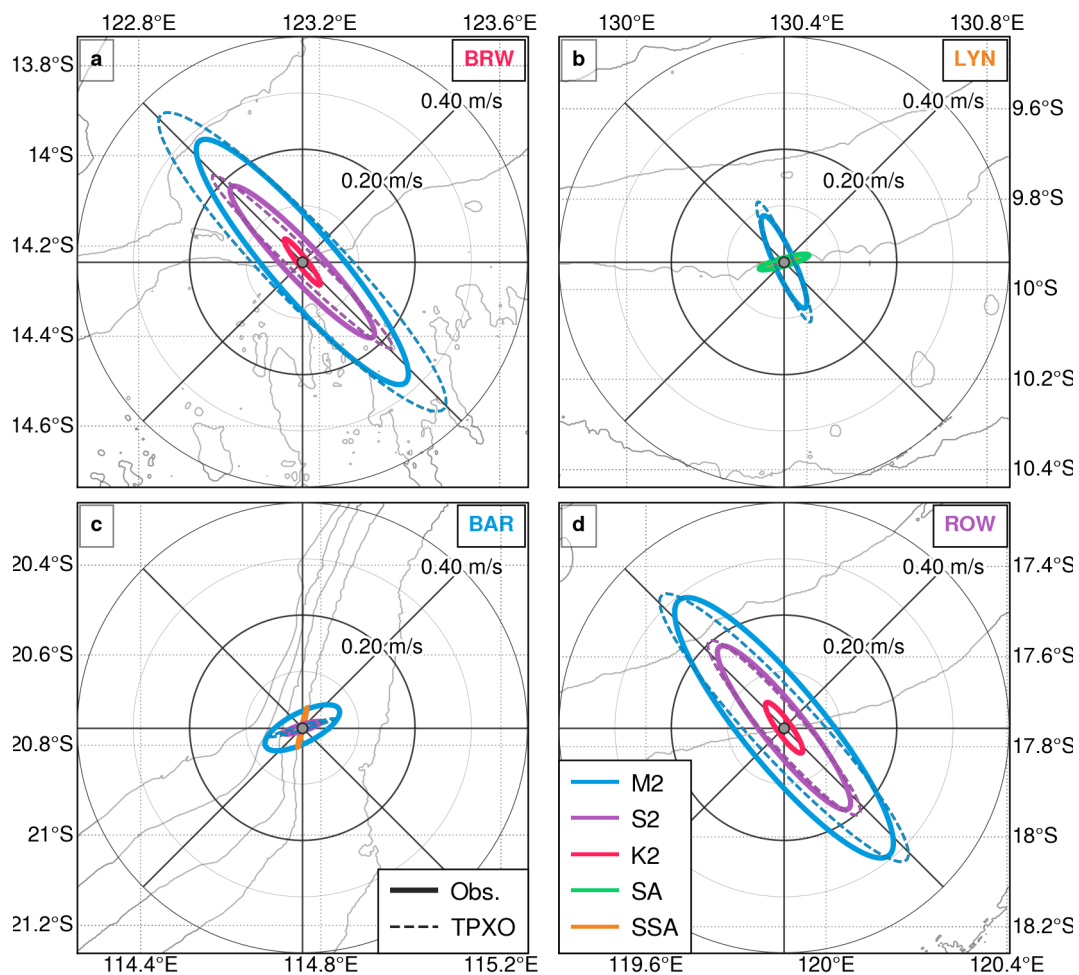 122.8°E 123.2°E 123.6°E 130°E 130.4°E 130.8°E
a BRW
b LYN
13.8°S
14°S
14.2°S
14.4°S
14.6°S
0.40 m/s
0.20 m/s
0.40 m/s
0.20 m/s
9.6°S
9.8°S
10°S
10.2°S
10.4°S
c BAR
d ROW
20.4°S
20.6°S
20.8°S
21°S
21.2°S
0.40 m/s
0.20 m/s
Obs.
TPXO
0.40 m/s
0.20 m/s
M2
S2
K2
SA
SSA
17.4°S
17.6°S
17.8°S
18°S
18.2°S
114.4°E 114.8°E 115.2°E 119.6°E 120°E 120.4°E